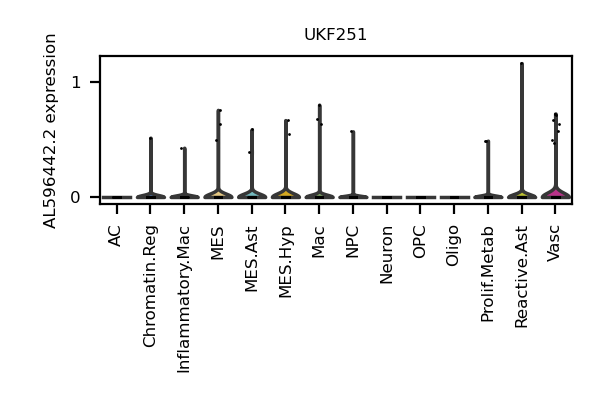 UKF251
AL596442.2 expression
1
0
AC
Chromatin.Reg
Inflammatory.Mac
MES
MES.Ast
MES.Hyp
Mac
NPC
Neuron
OPC
Oligo
Prolif.Metab
Reactive.Ast
Vasc